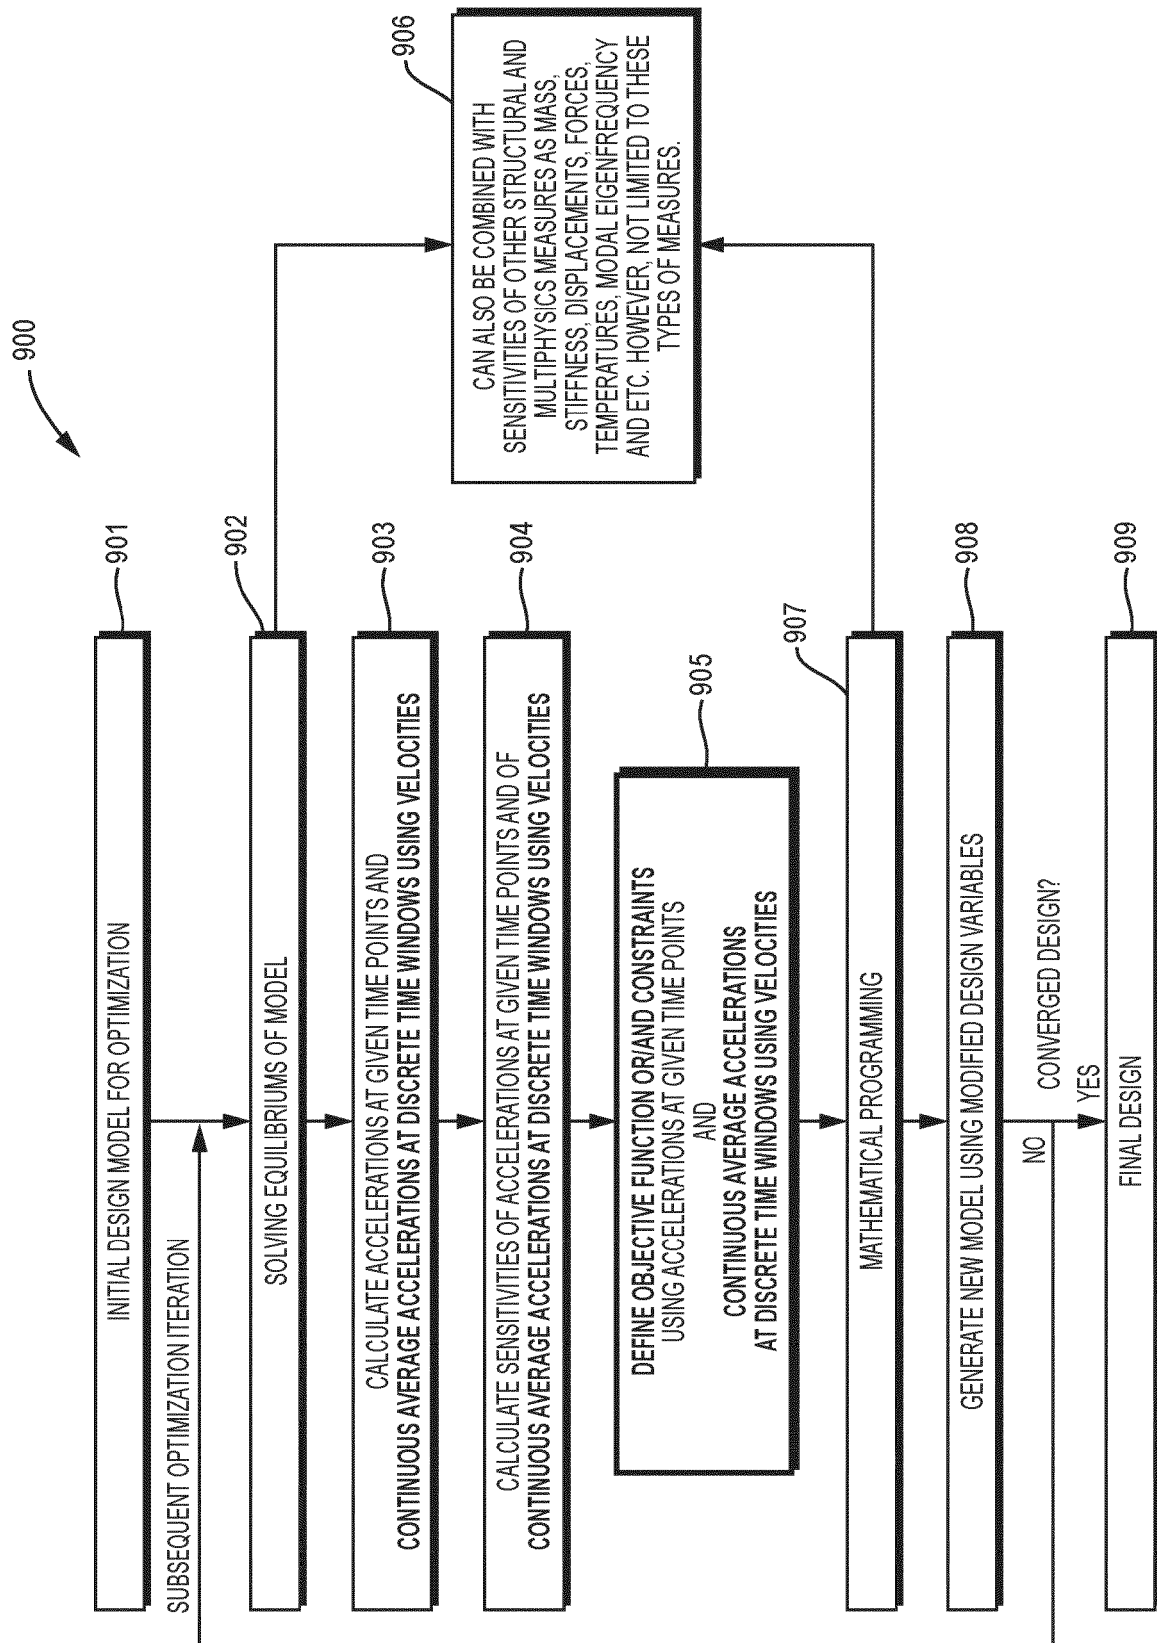 900
INITIAL DESIGN MODEL FOR OPTIMIZATION
901
SUBSEQUENT OPTIMIZATION ITERATION
SOLVING EQUILIBRIUMS OF MODEL
902
CALCULATE ACCELERATIONS AT GIVEN TIME POINTS AND
CONTINUOUS AVERAGE ACCELERATIONS AT DISCRETE TIME WINDOWS USING VELOCITIES
903
CALCULATE SENSITIVITIES OF ACCELERATIONS AT GIVEN TIME POINTS AND OF
CONTINUOUS AVERAGE ACCELERATIONS AT DISCRETE TIME WINDOWS USING VELOCITIES
904
DEFINE OBJECTIVE FUNCTION OR/AND CONSTRAINTS
USING ACCELERATIONS AT GIVEN TIME POINTS
AND
CONTINUOUS AVERAGE ACCELERATIONS
AT DISCRETE TIME WINDOWS USING VELOCITIES
905
CAN ALSO BE COMBINED WITH
SENSITIVITIES OF OTHER STRUCTURAL AND
MULTIPHYSICS MEASURES AS MASS,
STIFFNESS, DISPLACEMENTS, FORCES,
TEMPERATURES, MODAL EIGENFREQUENCY
AND ETC. HOWEVER, NOT LIMITED TO THESE
TYPES OF MEASURES.
906
MATHEMATICAL PROGRAMMING
907
GENERATE NEW MODEL USING MODIFIED DESIGN VARIABLES
908
NO
CONVERGED DESIGN?
YES
FINAL DESIGN
909